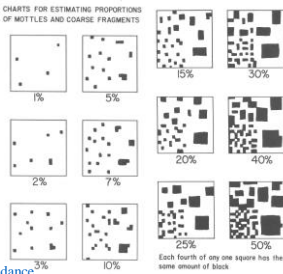 CHARTS FOR ESTIMATING PROPORTIONS
OF MOTTLES AND COARSE FRAGMENTS
1%
5%
2%
7%
3%
10%
15%
30%
20%
40%
25%
50%
Each fourth of any one square has the
same amount of black
dance